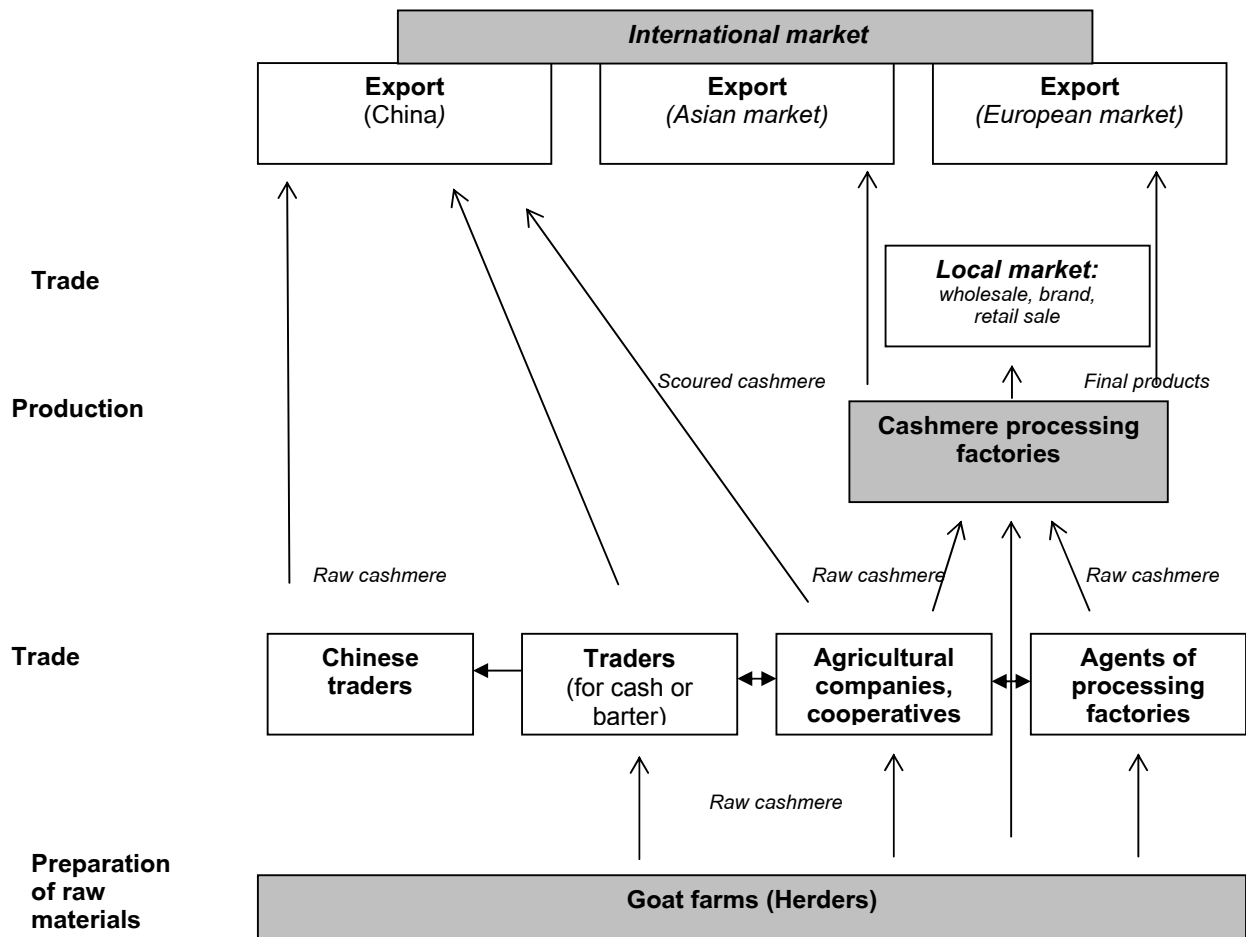 International market
Export
(China)
Export
(Asian market)
Export
(European market)
Trade
Local market:
wholesale, brand,
retail sale
Scoured cashmere
Final products
Production
Cashmere processing
factories
Raw cashmere
Raw cashmere
Raw cashmere
Trade
Chinese
traders
Traders
(for cash or
barter)
Agricultural
companies,
cooperatives
Agents of
processing
factories
Raw cashmere
Preparation
of raw
materials
Goat farms (Herders)